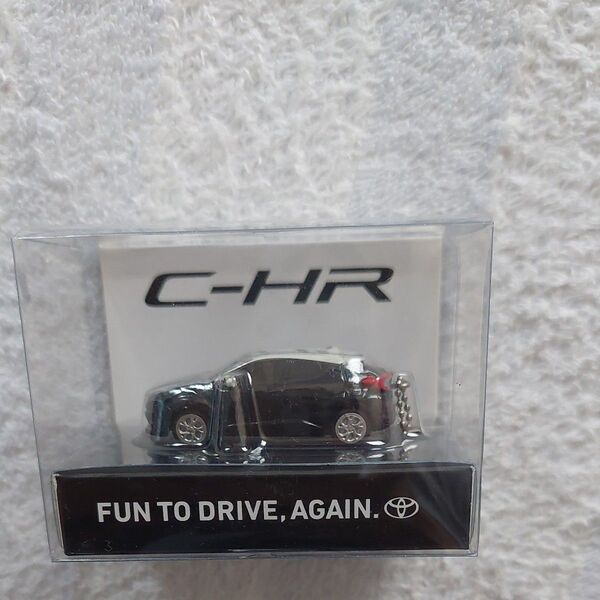 C-HR
FUN TO DRIVE, AGAIN.